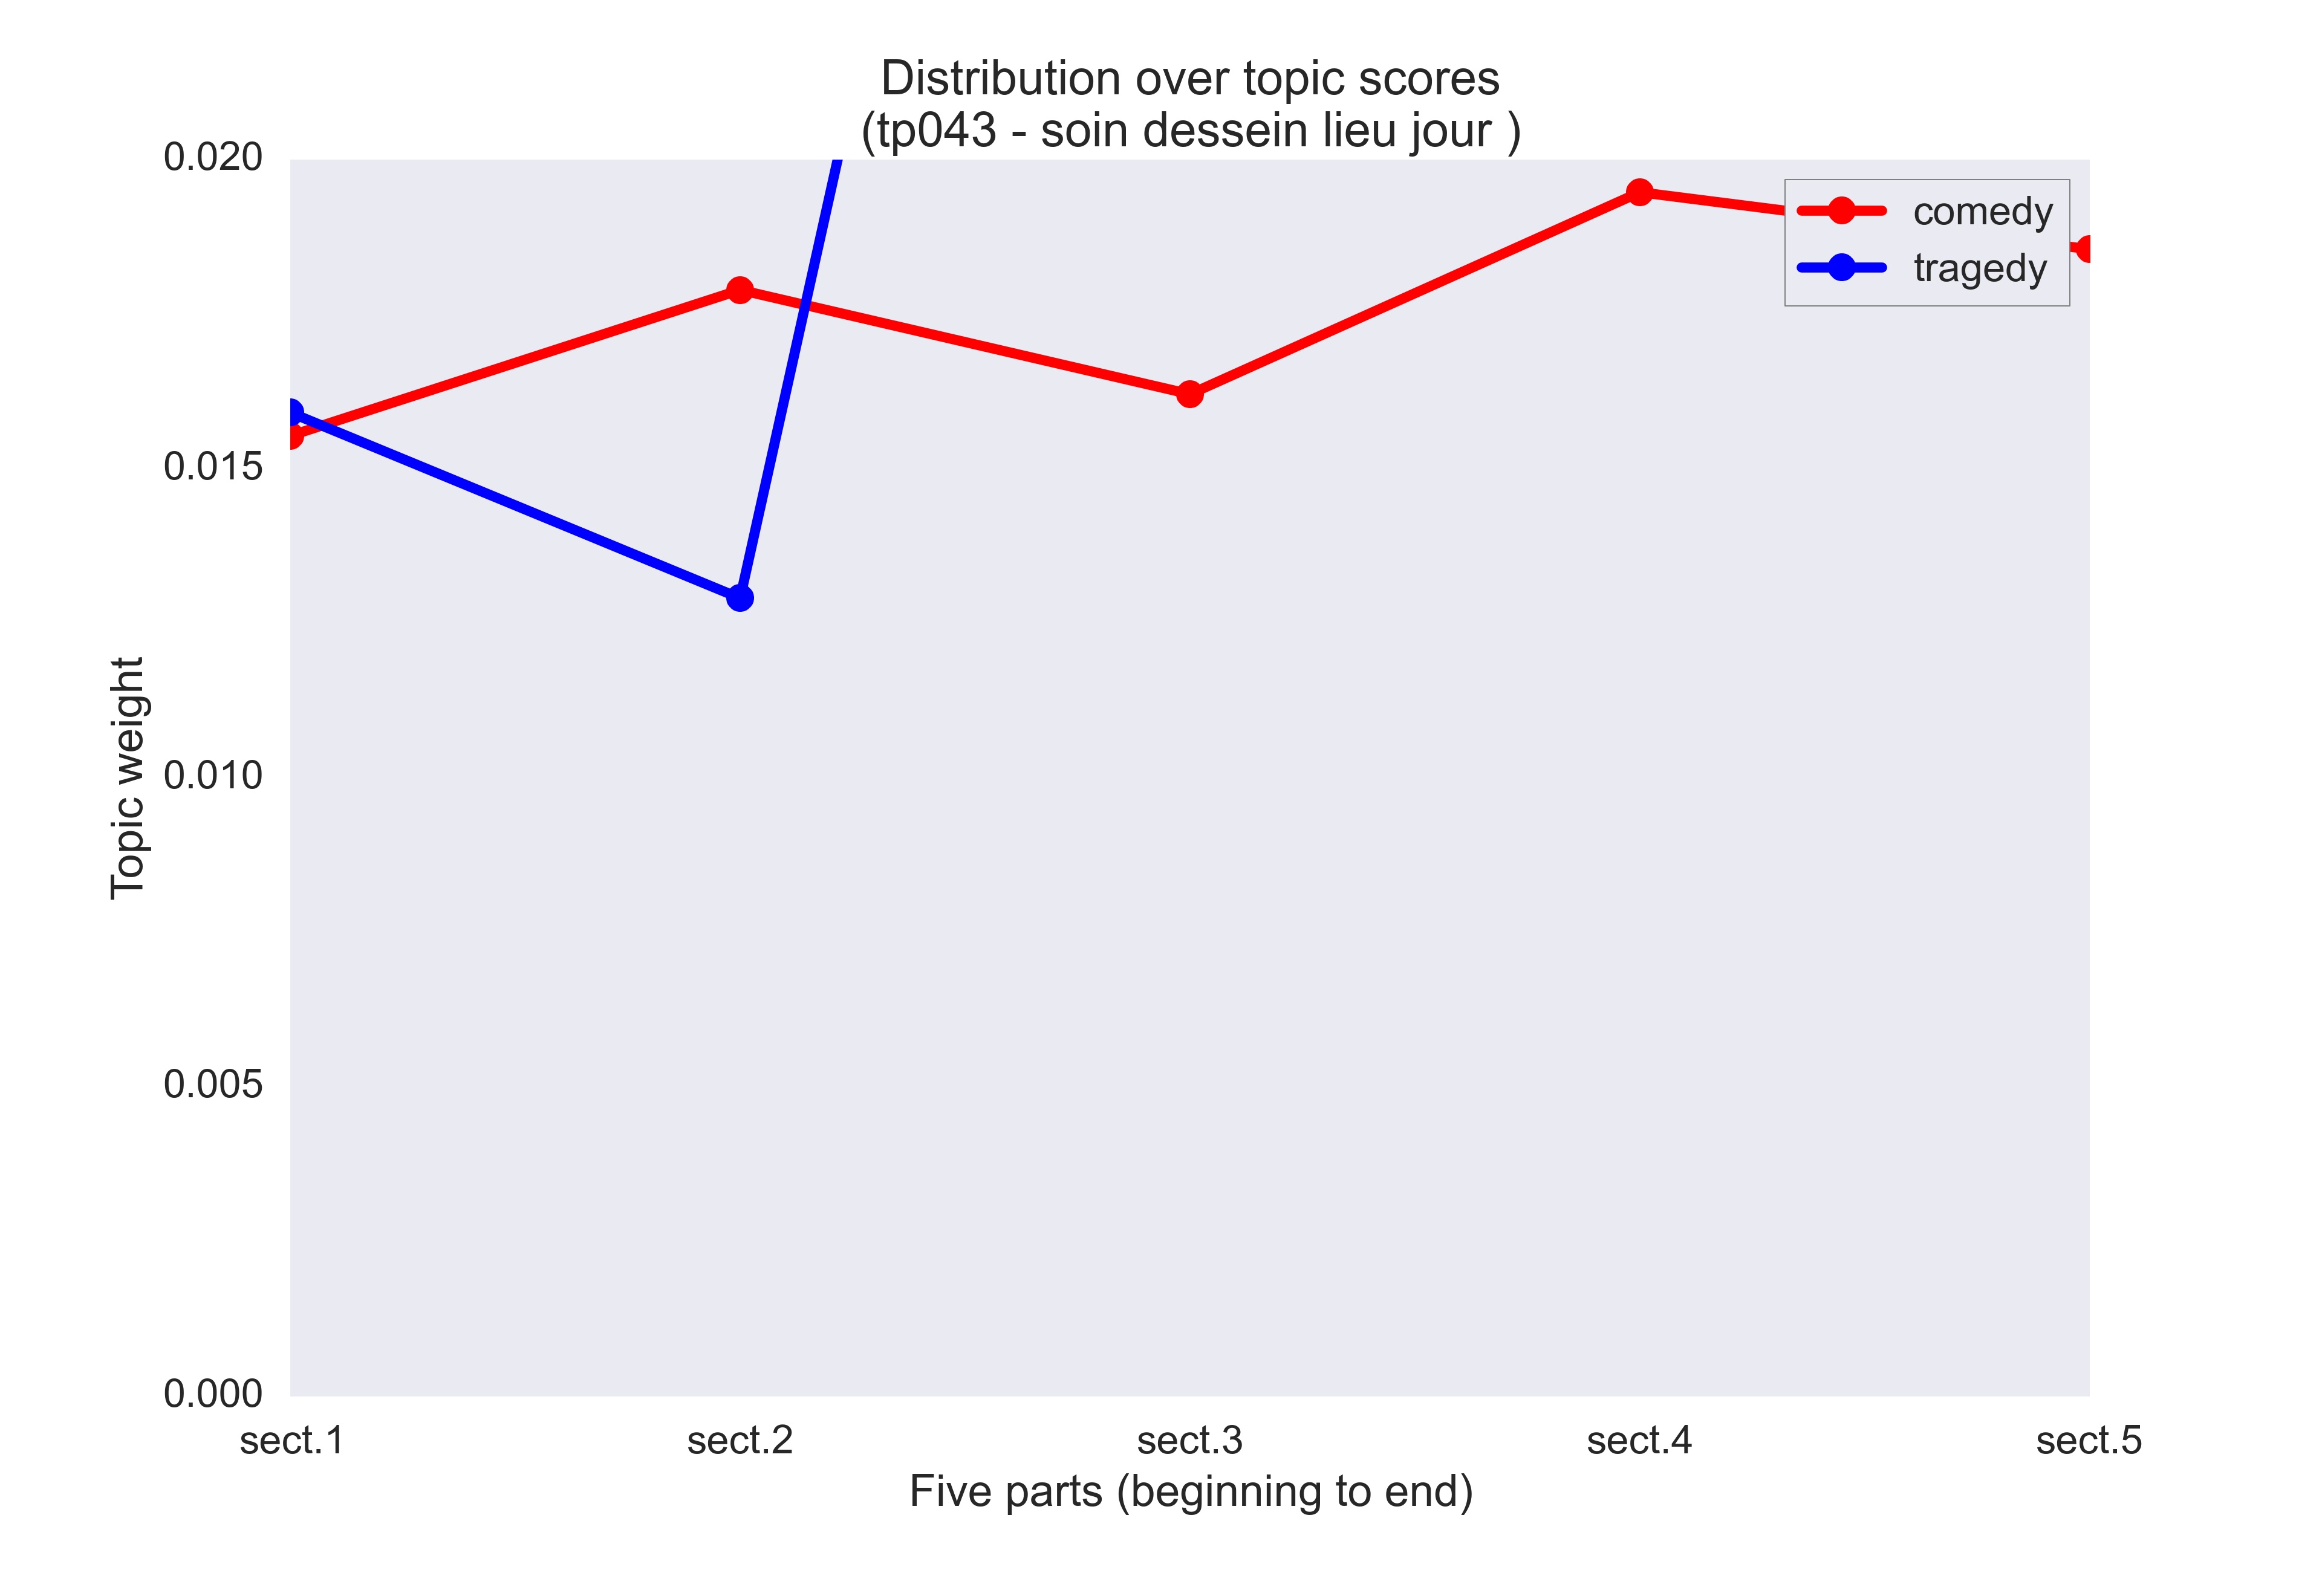 Distribution over topic scores
(tp043 - soin dessein lieu jour )
0.020
0.015
0.010
0.005
0.000
Topic weight
comedy
tragedy
sect.1 sect.2 sect.3 sect.4 sect.5
Five parts (beginning to end)